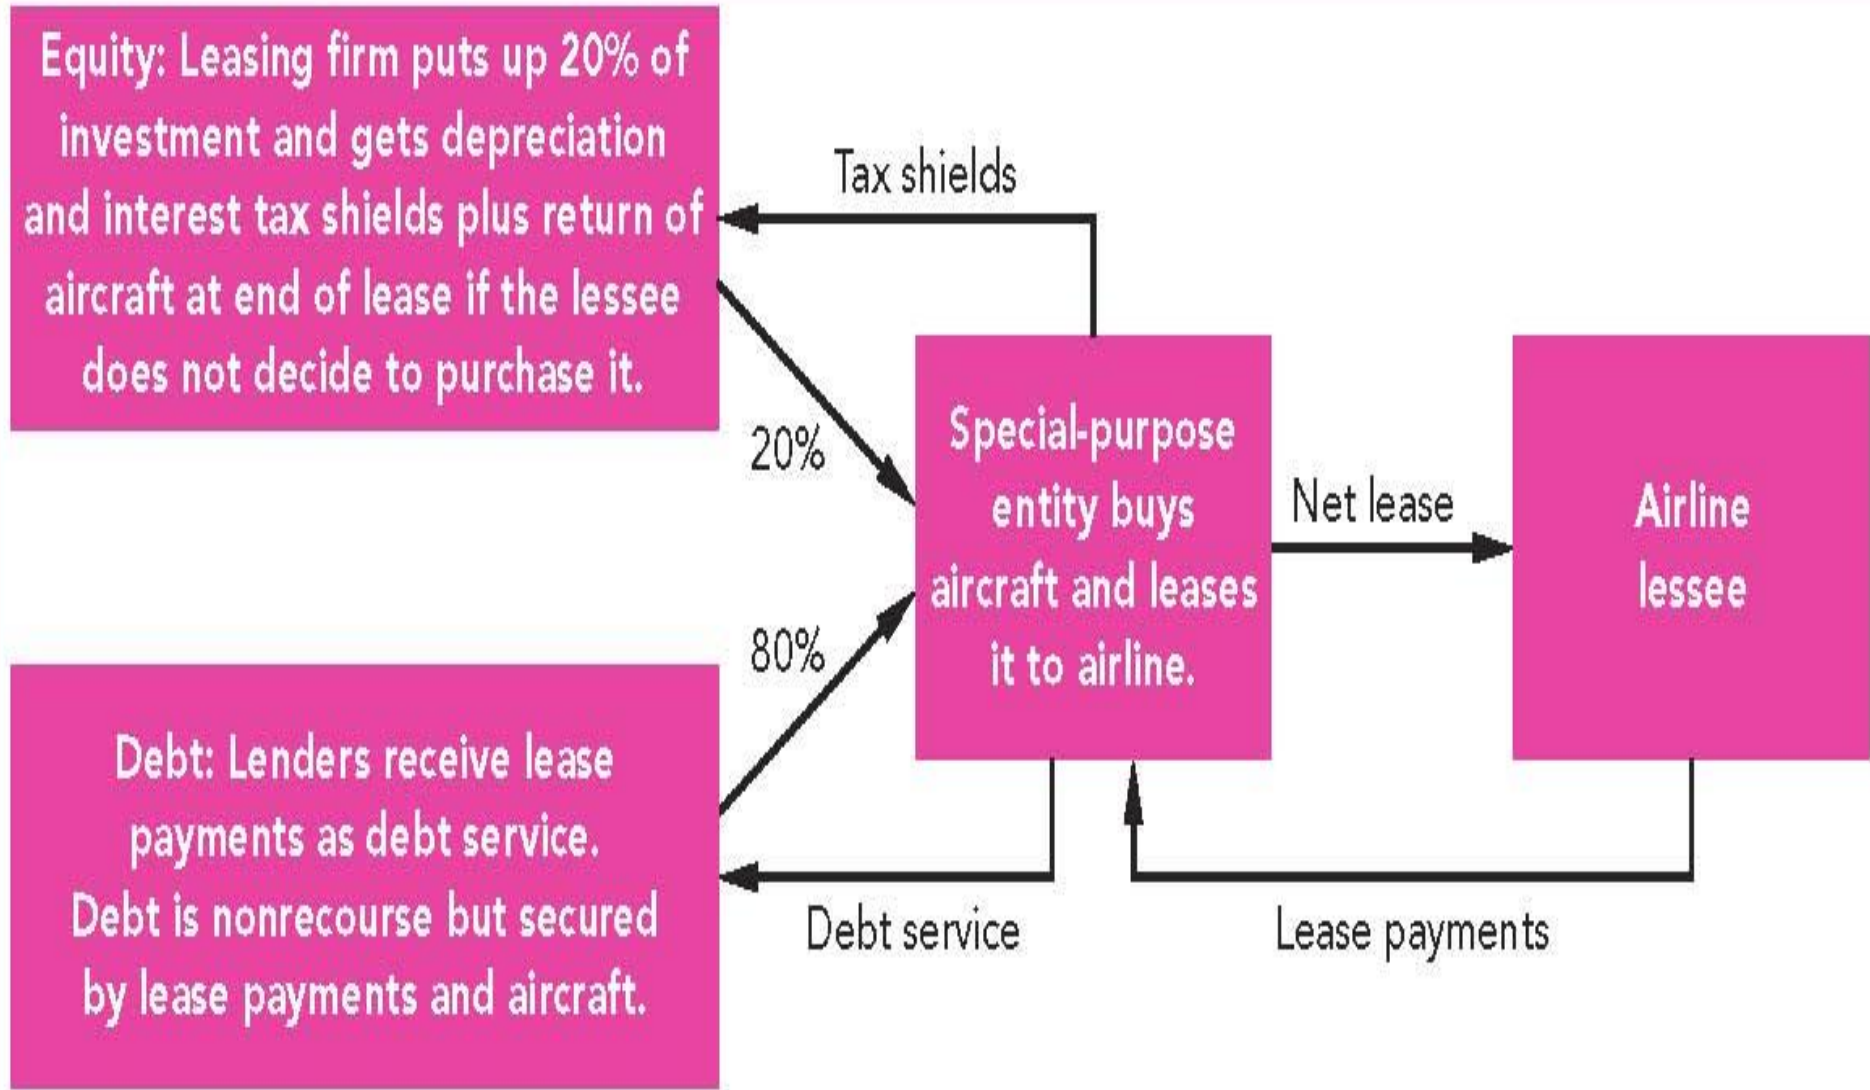 Equity: Leasing firm puts up 20% of
investment and gets depreciation
and interest tax shields plus return of
aircraft at end of lease if the lessee
does not decide to purchase it.
Tax shields
20%
80%
Special-purpose
entity buys
aircraft and leases
it to airline.
Net lease
Airline
lessee
Debt: Lenders receive lease
payments as debt service.
Debt is nonrecourse but secured
by lease payments and aircraft.
Debt service
Lease payments